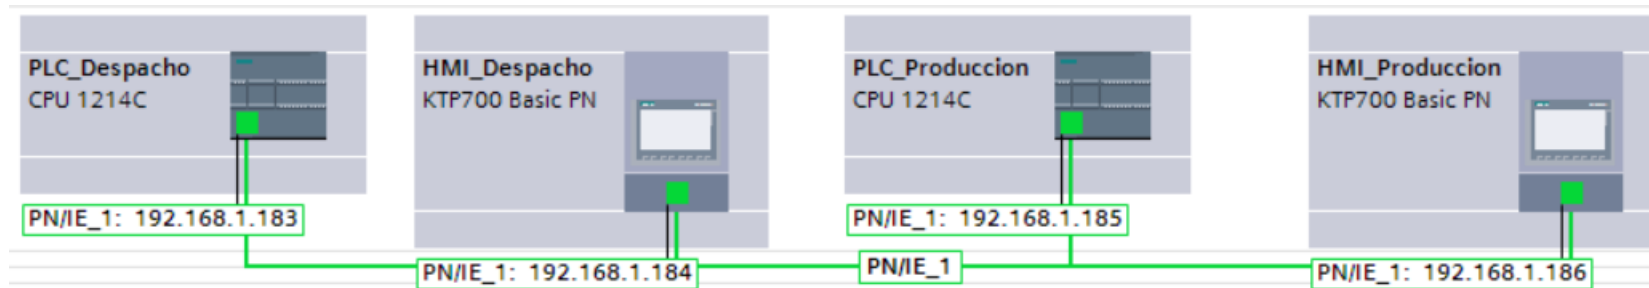 PLC_Despacho
CPU 1214C
HMI_Despacho
KTP700 Basic PN
PLC_Produccion
CPU 1214C
HMI_Produccion
KTP700 Basic PN
PN/IE_1: 192.168.1.183
PN/IE_1: 192.168.1.184
PN/IE_1: 192.168.1.185
PN/IE_1
PN/IE_1: 192.168.1.186